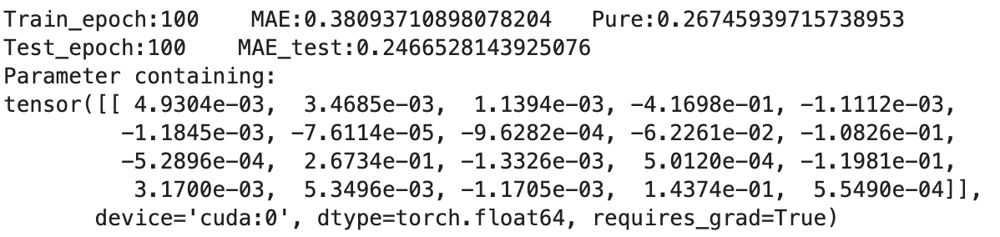 Train_epoch:100    MAE:0.38093710898078204   Pure:0.26745939715738953
Test_epoch:100    MAE_test:0.2466528143925076
Parameter containing:
tensor([[ 4.9304e-03,  3.4685e-03,  1.1394e-03, -4.1698e-01, -1.1112e-03,
         -1.1845e-03, -7.6114e-05, -9.6282e-04, -6.2261e-02, -1.0826e-01,
         -5.2896e-04,  2.6734e-01, -1.3326e-03,  5.0120e-04, -1.1981e-01,
          3.1700e-03,  5.3496e-03, -1.1705e-03,  1.4374e-01,  5.5490e-04]],
       device='cuda:0', dtype=torch.float64, requires_grad=True)